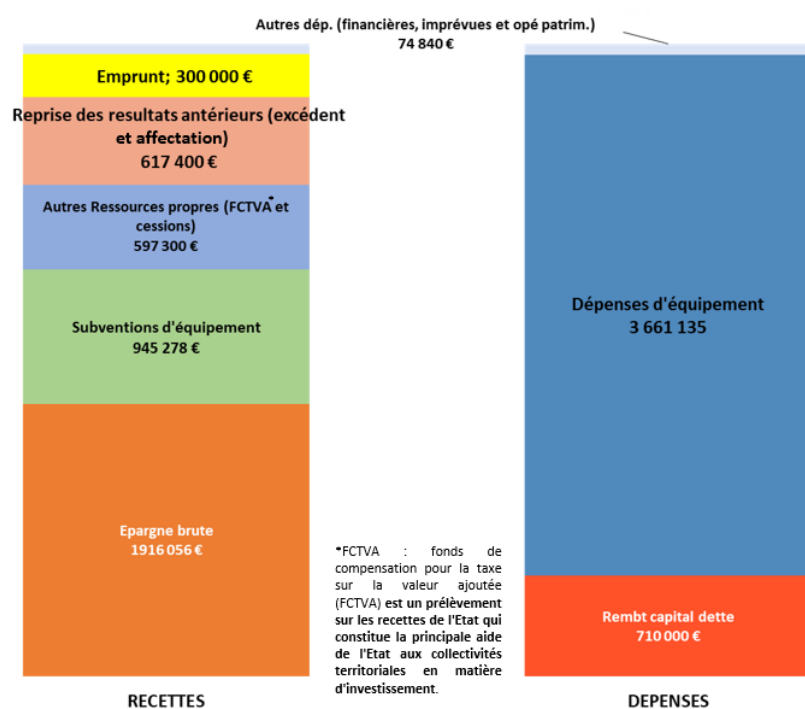 Autres dép. (financières, imprévues et opé patrim.)
74 840 €
Emprunt; 300 000 €
Reprise des resultats antérieurs (excédent
et affectation)
617 400 €
Autres Ressources propres (FCTVA* et
cessions)
597 300 €
Subventions d'équipement
945 278 €
Epargne brute
1 916 056 €
Dépenses d'équipement
3 661 135
Rembt capital dette
710 000 €
*FCTVA : fonds de
compensation pour la taxe
sur la valeur ajoutée
(FCTVA) est un prélèvement
sur les recettes de l'Etat qui
constitue la principale aide
de l'Etat aux collectivités
territoriales en matière
d'investissement.
RECETTES
DEPENSES